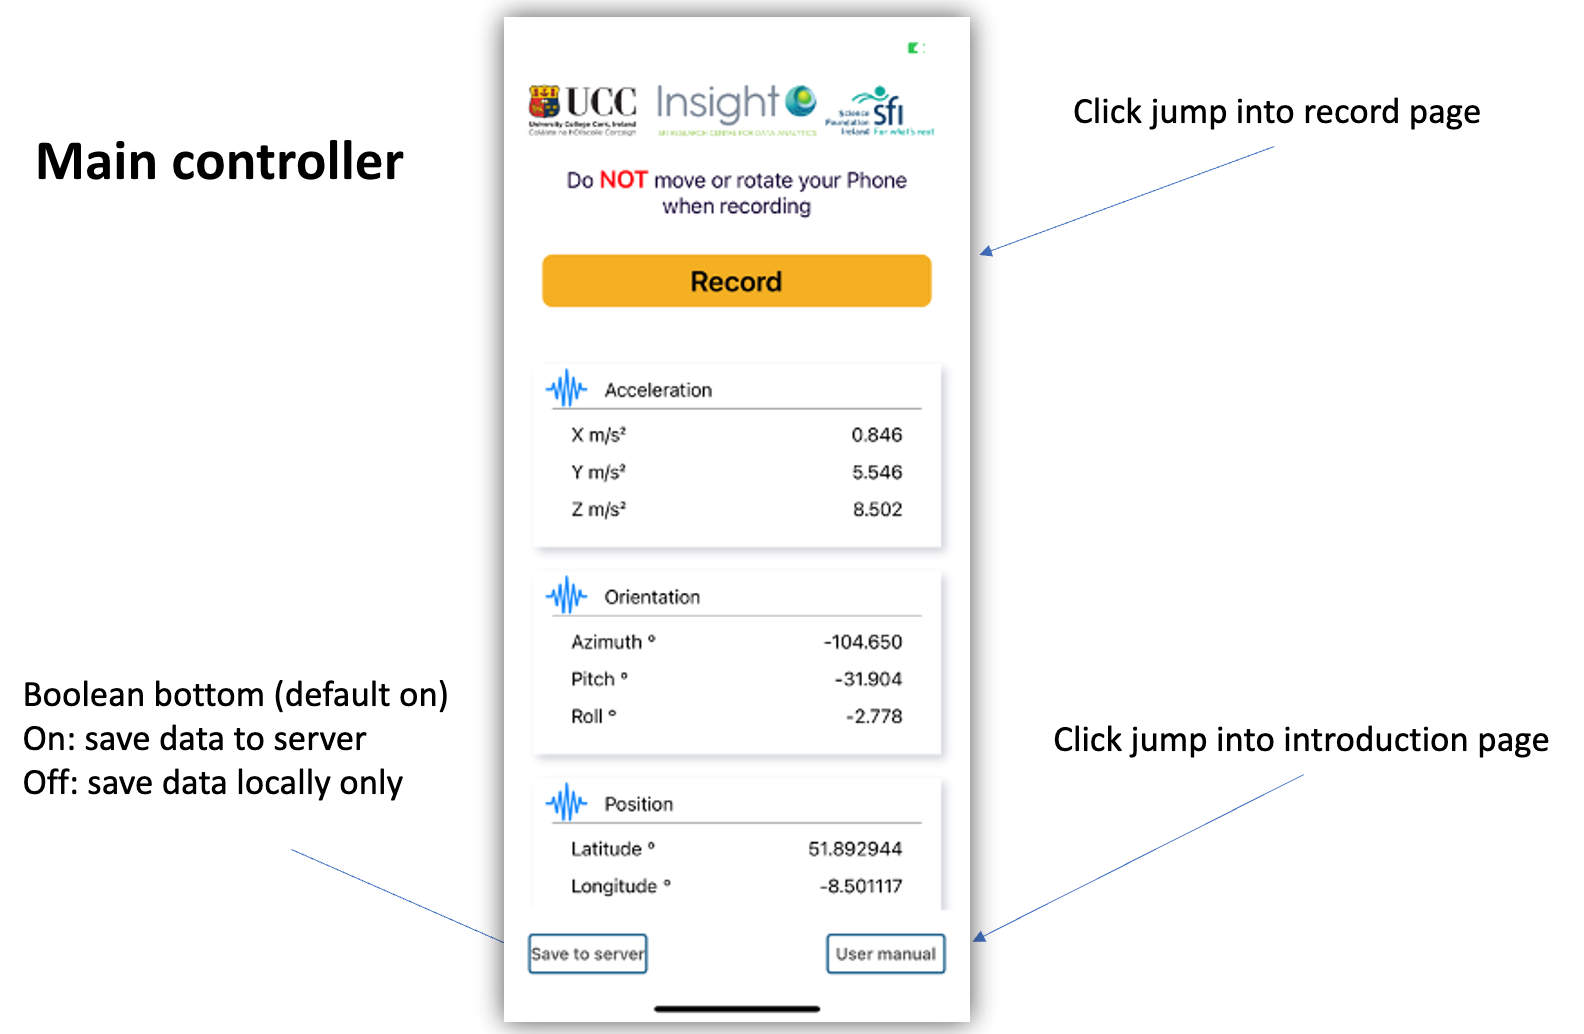 Main controller
UCC
University College Cork, Ireland
Coláiste na hOllscoile Corcaigh
Insight
SFI RESEARCH CENTRE FOR DATA ANALYTICS
Science
Foundation
Ireland
sfi
For what's next
Do NOT move or rotate your Phone
when recording
Click jump into record page
Record
Acceleration
X m/s² 0.846
Y m/s² 5.546
Z m/s² 8.502
Orientation
Azimuth º -104.650
Pitch º -31.904
Roll º -2.778
Boolean bottom (default on)
On: save data to server
Off: save data locally only
Click jump into introduction page
Position
Latitude º 51.892944
Longitude º -8.501117
Save to server
User manual